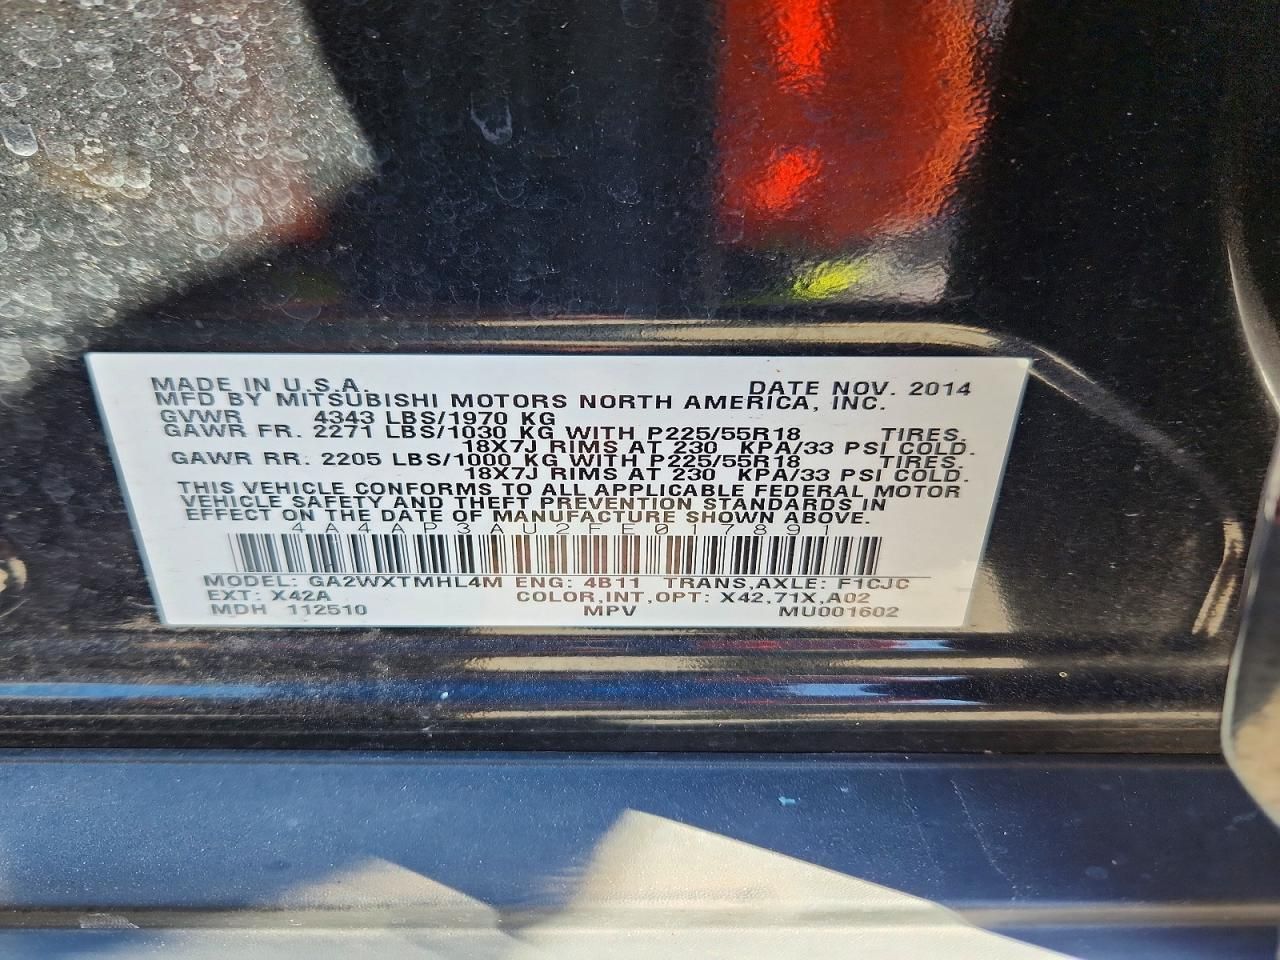 MADE IN U.S.A. DATE NOV. 2014
MFD BY MITSUBISHI MOTORS NORTH AMERICA, INC.
GVWR 4343 LBS/1970 KG
GAWR FR. 2271 LBS/1030 KG WITH P225/55R18 TIRES,
18X7J RIMS AT 230 KPA/33 PSI COLD.
GAWR RR. 2205 LBS/1000 KG WITH P225/55R18 TIRES,
18X7J RIMS AT 230 KPA/33 PSI COLD.
THIS VEHICLE CONFORMS TO ALL APPLICABLE FEDERAL MOTOR
VEHICLE SAFETY AND THEFT PREVENTION STANDARDS IN
EFFECT ON THE DATE OF MANUFACTURE SHOWN ABOVE.
4A4AP3AU2FE017891
MODEL: GA2WXTMHL4M ENG: 4B11 TRANS,AXLE: F1CJC
EXT: X42A COLOR,INT,OPT: X42,71X,A02
MDH 112510 MPV MU001602